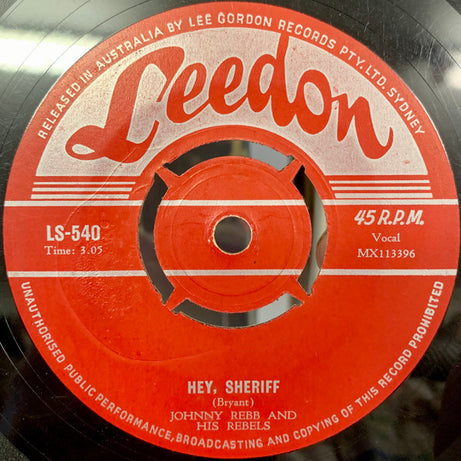 RELEASED IN AUSTRALIA BY LEE GORDON RECORDS PTY. LTD. SYDNEY
Leedon
LS-540
Time: 3.05
45 R.P.M.
Vocal
MX113396
HEY, SHERIFF
(Bryant)
JOHNNY REBB AND
HIS REBELS
UNAUTHORISED PUBLIC PERFORMANCE, BROADCASTING AND COPYING OF THIS RECORD PROHIBITED